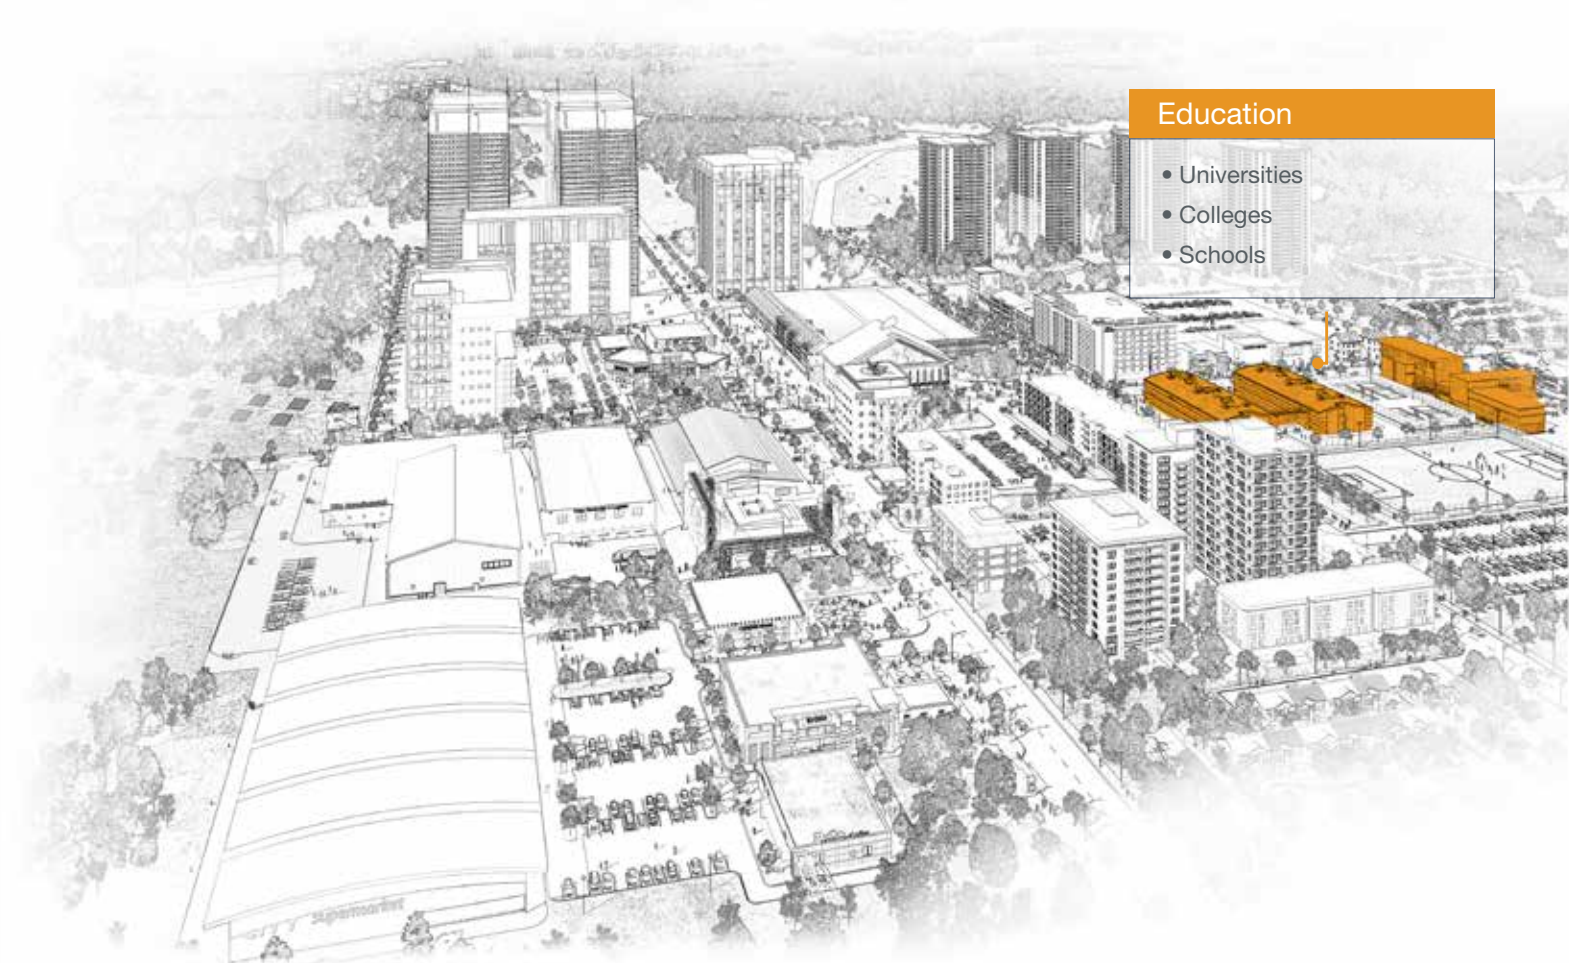 Education
• Universities
• Colleges
• Schools
supermarket